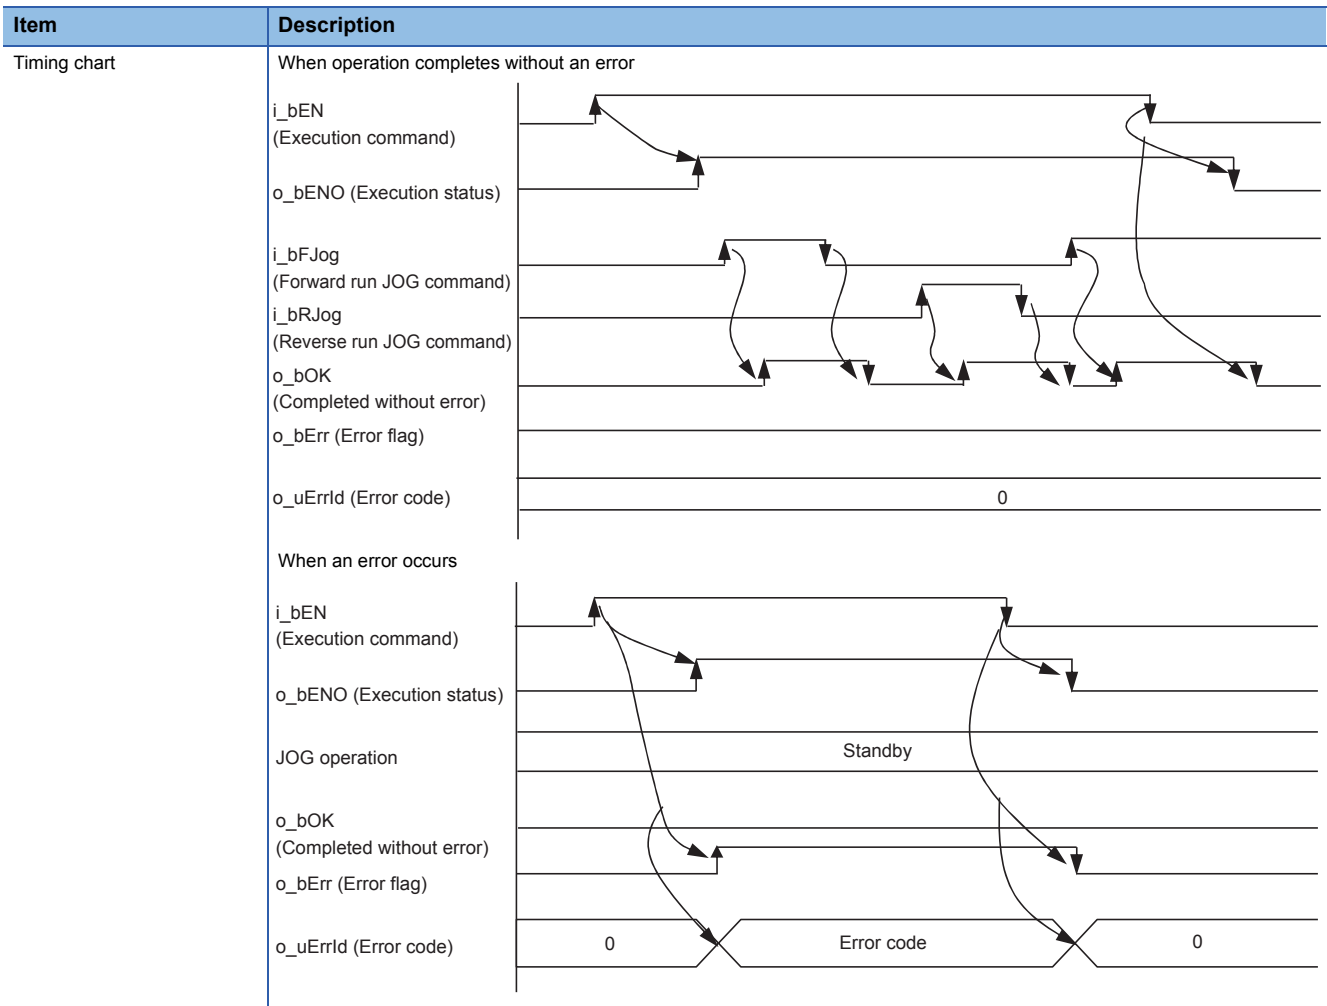 Item
Description
Timing chart
When operation completes without an error
i_bEN
(Execution command)
o_bENO (Execution status)
i_bFJog
(Forward run JOG command)
i_bRJog
(Reverse run JOG command)
o_bOK
(Completed without error)
o_bErr (Error flag)
o_uErrId (Error code)
0
When an error occurs
i_bEN
(Execution command)
o_bENO (Execution status)
JOG operation
Standby
o_bOK
(Completed without error)
o_bErr (Error flag)
o_uErrId (Error code)
0
Error code
0